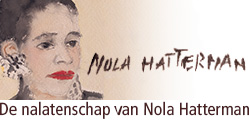 NOLA HATTERMAN
De nalatenschap van Nola Hatterman